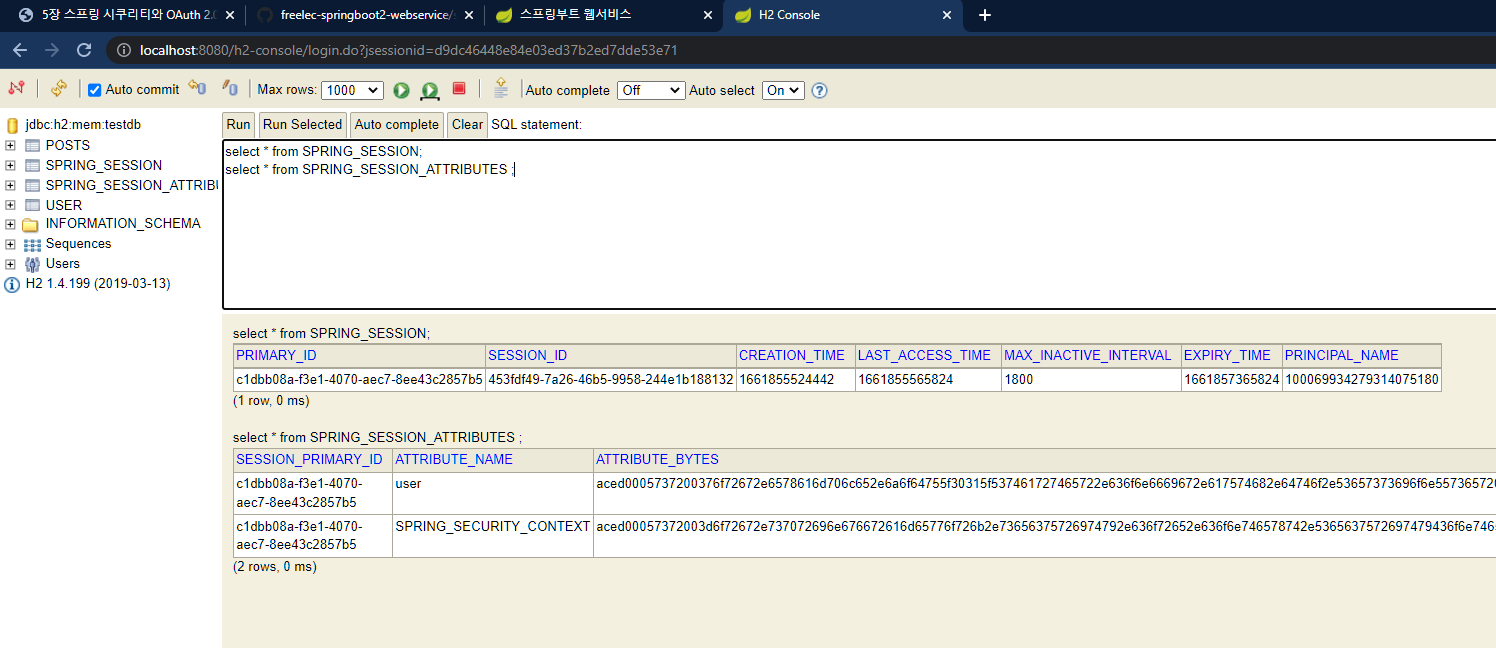 5장 스프링 시큐리티와 OAuth 2.0 freelec-springboot2-webservice/ 스프링부트 웹서비스 H2 Console
localhost:8080/h2-console/login.do?jsessionid=d9dc46448e84e03ed37b2ed7dde53e71
Auto commit Max rows: 1000 Auto complete Off Auto select On
jdbc:h2:mem:testdb
POSTS
SPRING_SESSION
SPRING_SESSION_ATTRIBU
USER
INFORMATION_SCHEMA
Sequences
Users
H2 1.4.199 (2019-03-13)
Run Run Selected Auto complete Clear SQL statement:
select * from SPRING_SESSION;
select * from SPRING_SESSION_ATTRIBUTES ;
select * from SPRING_SESSION;
PRIMARY_ID SESSION_ID CREATION_TIME LAST_ACCESS_TIME MAX_INACTIVE_INTERVAL EXPIRY_TIME PRINCIPAL_NAME
c1dbb08a-f3e1-4070-aec7-8ee43c2857b5 453fdf49-7a26-46b5-9958-244e1b188132 1661855524442 1661855565824 1800 1661857365824 100069934279314075180
(1 row, 0 ms)
select * from SPRING_SESSION_ATTRIBUTES ;
SESSION_PRIMARY_ID ATTRIBUTE_NAME ATTRIBUTE_BYTES
c1dbb08a-f3e1-4070-
aec7-8ee43c2857b5
user
c1dbb08a-f3e1-4070-
aec7-8ee43c2857b5
SPRING_SECURITY_CONTEXT
(2 rows, 0 ms)